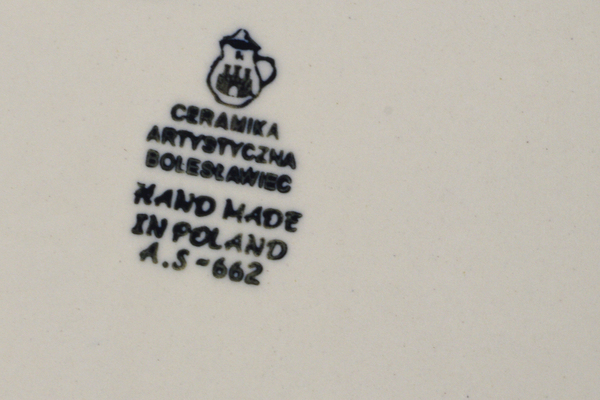 CERAMIKA
ARTYSTYCZNA
BOLESŁAWIEC
HAND MADE
IN POLAND
A.S-662